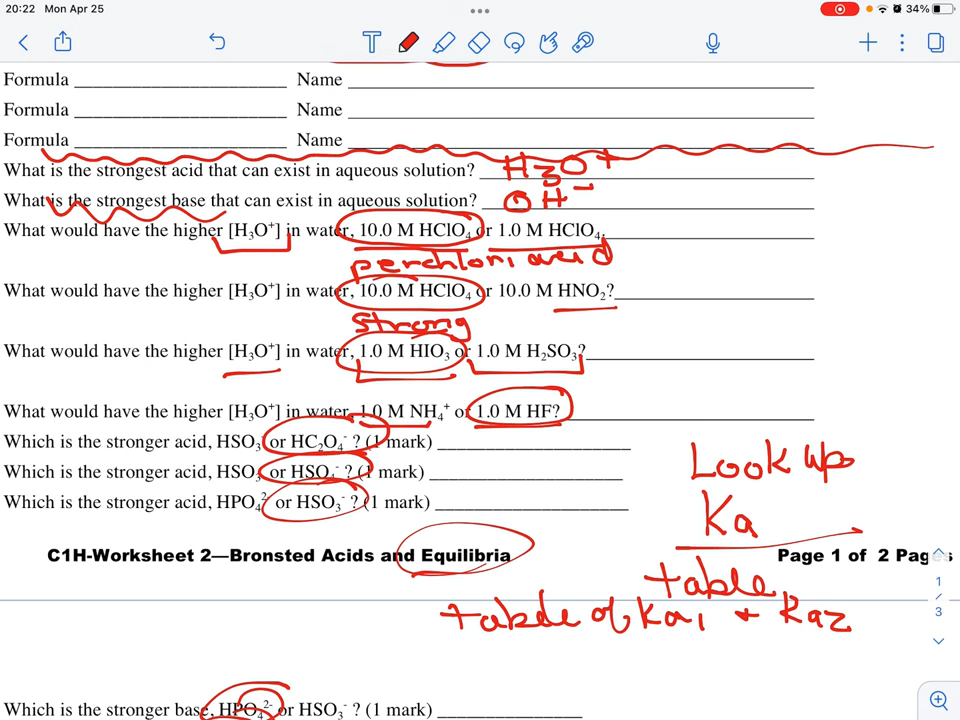 20:22 Mon Apr 25 34%
Formula ______________________ Name ______________________
Formula ______________________ Name ______________________
Formula ______________________ Name ______________________
What is the strongest acid that can exist in aqueous solution? H3O+
What is the strongest base that can exist in aqueous solution? OH−
What would have the higher [H₃O⁺] in water, 10.0 M HClO₄ or 1.0 M HClO₄.
perchloric acid
What would have the higher [H₃O⁺] in water, 10.0 M HClO₄ or 10.0 M HNO₂?
strong
What would have the higher [H₃O⁺] in water, 1.0 M HIO₃ or 1.0 M H₂SO₃?
What would have the higher [H₃O⁺] in water, 1.0 M NH₄⁺ or 1.0 M HF?
Which is the stronger acid, HSO₃⁻ or HC₂O₄⁻ ? (1 mark)
Look up
Which is the stronger acid, HSO₃⁻ or HSO₄⁻ ? (1 mark)
Which is the stronger acid, HPO₄²⁻ or HSO₃⁻ ? (1 mark)
Ka
C1H-Worksheet 2—Bronsted Acids and Equilibria Page 1 of 2 Pages
table
table of Ka1 + Ka2
1
/
3
Which is the stronger base, HPO₄²⁻ or HSO₃⁻ ? (1 mark)